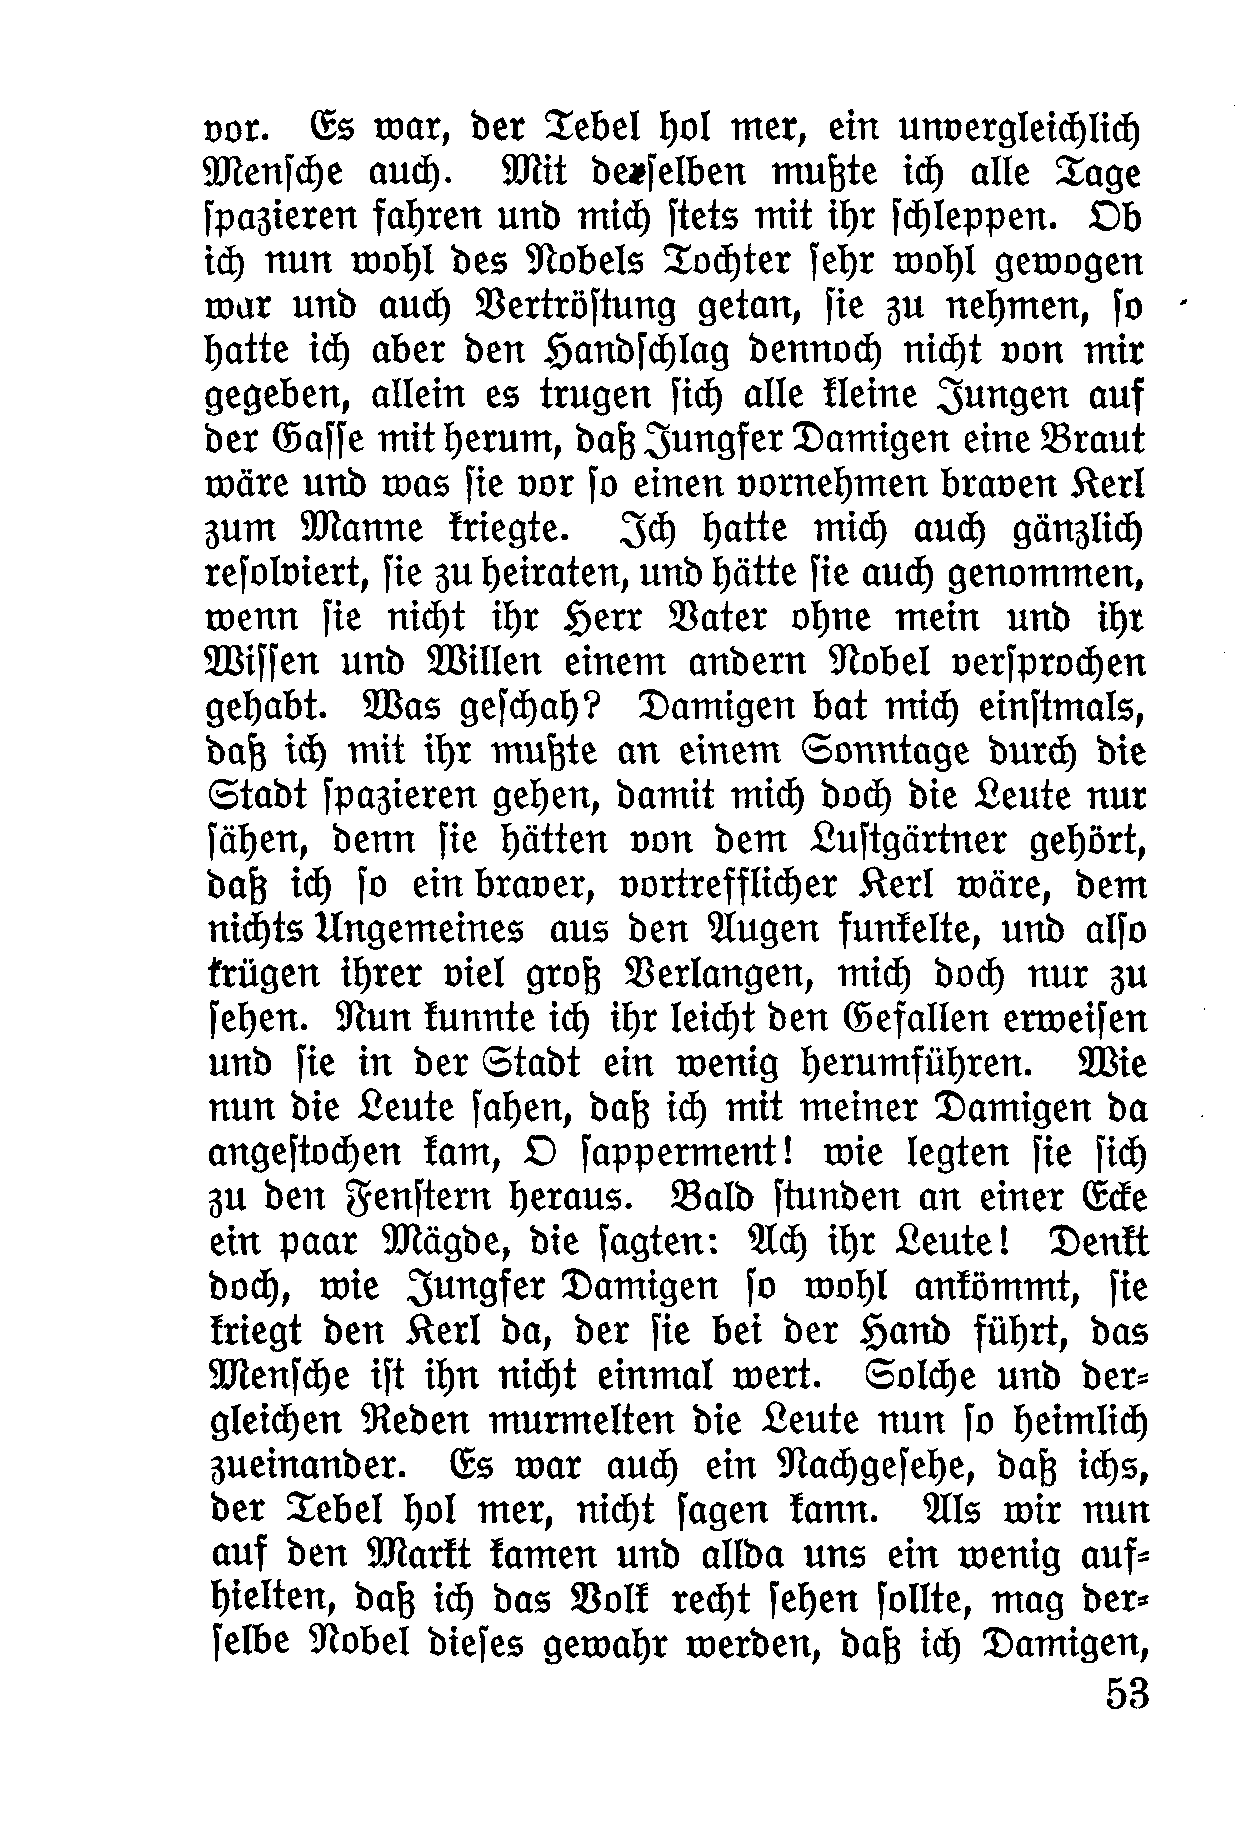 vor. Es war, der Tebel hol mer, ein unvergleichlich
Mensche auch. Mit derselben mußte ich alle Tage
spazieren fahren und mich stets mit ihr schleppen. Ob
ich nun wohl des Nobels Tochter sehr wohl gewogen
war und auch Vertröstung getan, sie zu nehmen, so
hatte ich aber den Handschlag dennoch nicht von mir
gegeben, allein es trugen sich alle kleine Jungen auf
der Gasse mit herum, daß Jungfer Damigen eine Braut
wäre und was sie vor so einen vornehmen braven Kerl
zum Manne kriegte. Ich hatte mich auch gänzlich
resolviert, sie zu heiraten, und hätte sie auch genommen,
wenn sie nicht ihr Herr Vater ohne mein und ihr
Wissen und Willen einem andern Nobel versprochen
gehabt. Was geschah? Damigen bat mich einstmals,
daß ich mit ihr mußte an einem Sonntage durch die
Stadt spazieren gehen, damit mich doch die Leute nur
sähen, denn sie hätten von dem Lustgärtner gehört,
daß ich so ein braver, vortrefflicher Kerl wäre, dem
nichts Ungemeines aus den Augen funkelte, und also
trügen ihrer viel groß Verlangen, mich doch nur zu
sehen. Nun kunnte ich ihr leicht den Gefallen erweisen
und sie in der Stadt ein wenig herumführen. Wie
nun die Leute sahen, daß ich mit meiner Damigen da
angestochen kam, O sapperment! wie legten sie sich
zu den Fenstern heraus. Bald stunden an einer Ecke
ein paar Mägde, die sagten: Ach ihr Leute! Denkt
doch, wie Jungfer Damigen so wohl ankömmt, sie
kriegt den Kerl da, der sie bei der Hand führt, das
Mensche ist ihn nicht einmal wert. Solche und der-
gleichen Reden murmelten die Leute nun so heimlich
zueinander. Es war auch ein Nachgesehe, daß ichs,
der Tebel hol mer, nicht sagen kann. Als wir nun
auf den Markt kamen und allda uns ein wenig auf-
hielten, daß ich das Volk recht sehen sollte, mag der-
selbe Nobel dieses gewahr werden, daß ich Damigen,
53